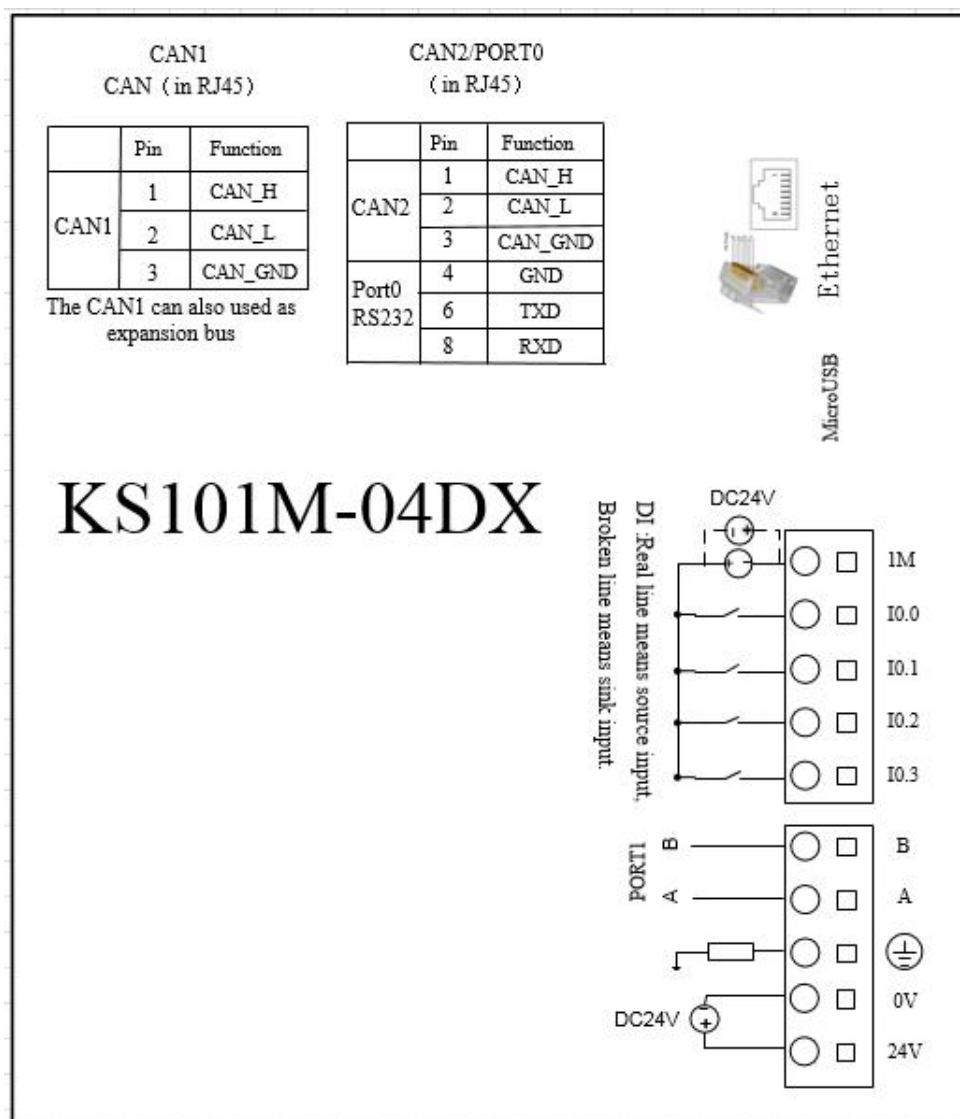 CAN1
CAN (in RJ45)
Pin Function
CAN1
1 CAN_H
2 CAN_L
3 CAN_GND
The CAN1 can also used as
expansion bus
CAN2/PORT0
(in RJ45)
Pin Function
CAN2
1 CAN_H
2 CAN_L
3 CAN_GND
Port0
RS232
4 GND
6 TXD
8 RXD
Ethernet
MicroUSB
KS101M-04DX
DI :Real line means source input,
Broken line means sink input.
DC24V
1M
I0.0
I0.1
I0.2
I0.3
PORT1
B B
A A
0V
DC24V
24V